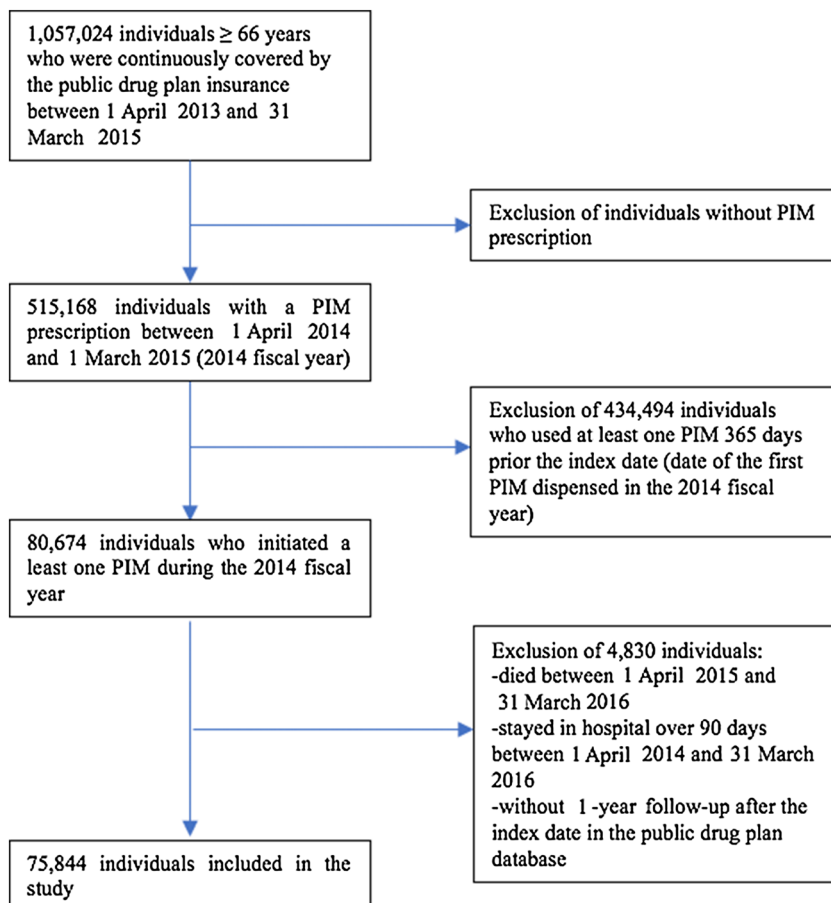 1,057,024 individuals ≥ 66 years
who were continuously covered by
the public drug plan insurance
between 1 April 2013 and 31
March 2015
Exclusion of individuals without PIM
prescription
515,168 individuals with a PIM
prescription between 1 April 2014
and 1 March 2015 (2014 fiscal year)
Exclusion of 434,494 individuals
who used at least one PIM 365 days
prior the index date (date of the first
PIM dispensed in the 2014 fiscal
year)
80,674 individuals who initiated a
least one PIM during the 2014 fiscal
year
Exclusion of 4,830 individuals:
-died between 1 April 2015 and
31 March 2016
-stayed in hospital over 90 days
between 1 April 2014 and 31 March
2016
-without 1-year follow-up after the
index date in the public drug plan
database
75,844 individuals included in the
study